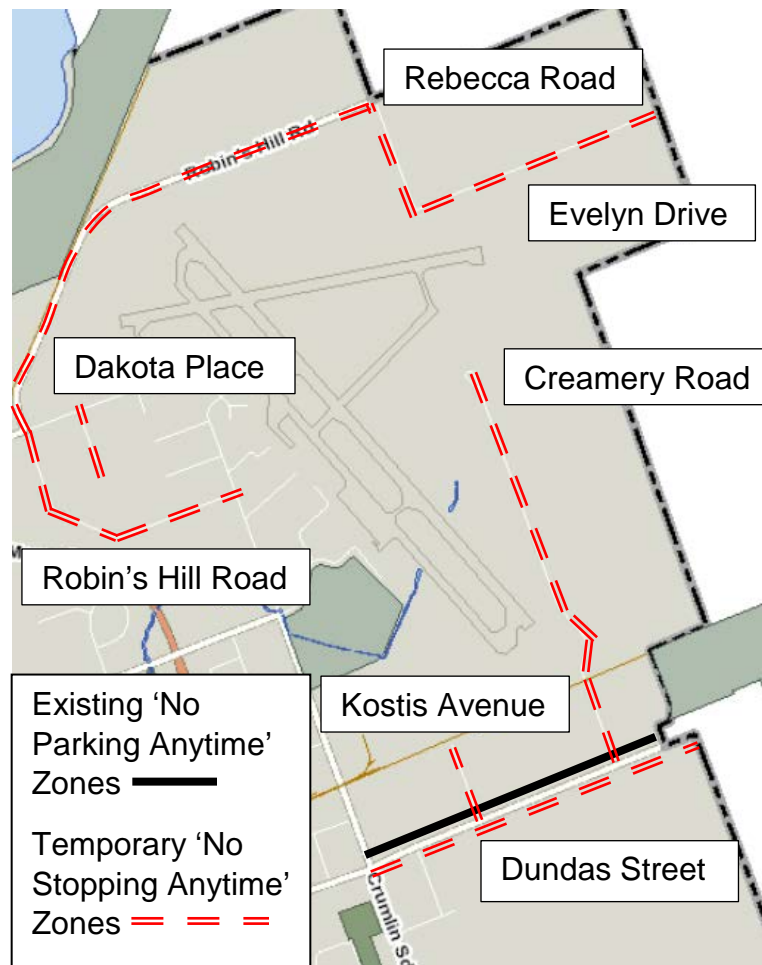 Rebecca Road
Robin's Hill Rd
Evelyn Drive
Dakota Place
Creamery Road
Robin's Hill Road
Kostis Avenue
Existing ‘No
Parking Anytime’
Zones
Temporary ‘No
Stopping Anytime’
Zones
Dundas Street
Crumlin